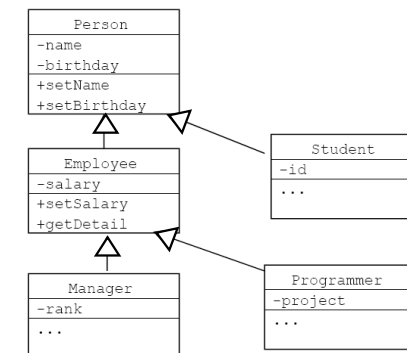 Person
-name
-birthday
+setName
+setBirthday
Student
-id
...
Employee
-salary
+setSalary
+getDetail
Programmer
-project
...
Manager
-rank
...